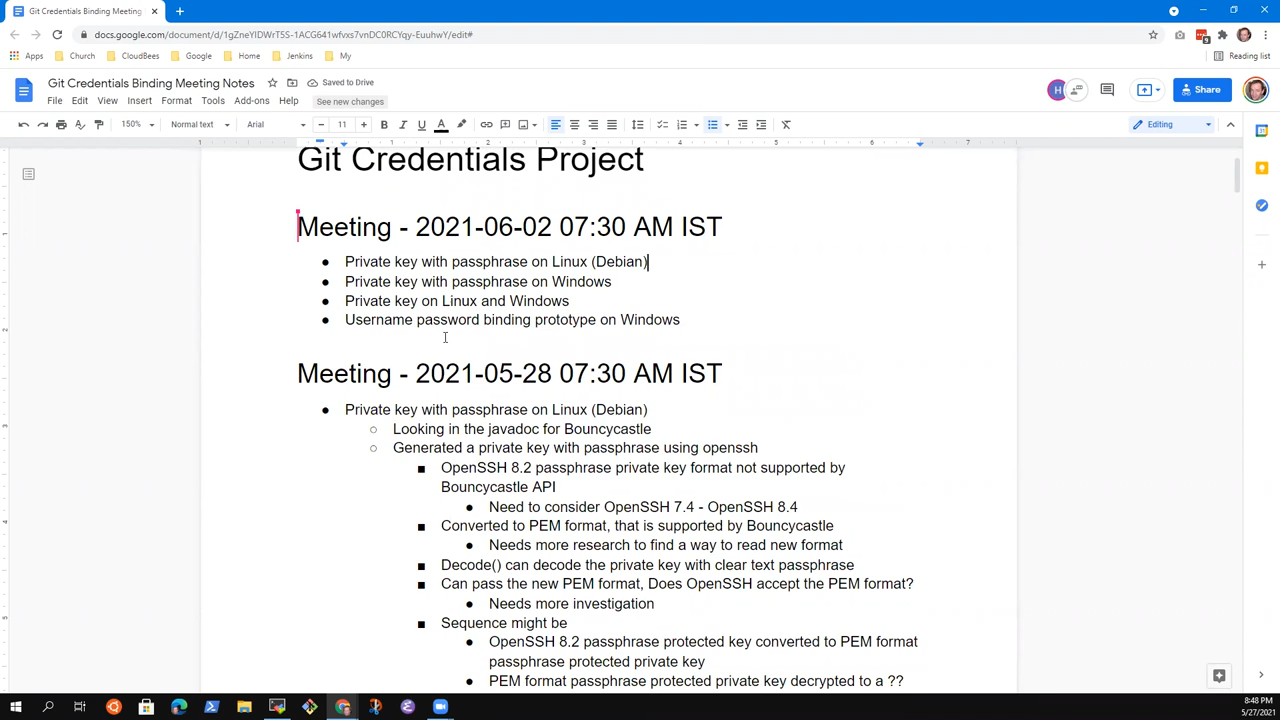 Git Credentials Binding Meeting
docs.google.com/document/d/1gZneYIDWrTSS-1ACG641wfvxs7vnDC0RCYqy-EuuhwY/edit#
Apps Church CloudBees Google Home Jenkins My Reading list
Git Credentials Binding Meeting Notes Saved to Drive
File Edit View Insert Format Tools Add-ons Help See new changes
H Share
150% Normal text Arial 11 Editing
1 1 2 3 4 5 6 7
Git Credentials Project
Meeting - 2021-06-02 07:30 AM IST
● Private key with passphrase on Linux (Debian)
● Private key with passphrase on Windows
● Private key on Linux and Windows
● Username password binding prototype on Windows
Meeting - 2021-05-28 07:30 AM IST
● Private key with passphrase on Linux (Debian)
○ Looking in the javadoc for Bouncycastle
○ Generated a private key with passphrase using openssh
■ OpenSSH 8.2 passphrase private key format not supported by
Bouncycastle API
● Need to consider OpenSSH 7.4 - OpenSSH 8.4
■ Converted to PEM format, that is supported by Bouncycastle
● Needs more research to find a way to read new format
■ Decode() can decode the private key with clear text passphrase
■ Can pass the new PEM format, Does OpenSSH accept the PEM format?
● Needs more investigation
■ Sequence might be
● OpenSSH 8.2 passphrase protected key converted to PEM format
passphrase protected private key
● PEM format passphrase protected private key decrypted to a ??
8:48 PM
5/27/2021